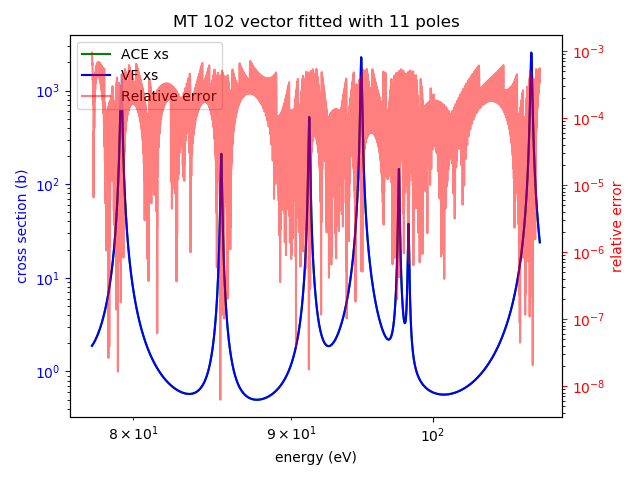 MT 102 vector fitted with 11 poles
ACE xs
VF xs
Relative error
cross section (b)
10³
10²
10¹
10⁰
10⁻³
10⁻⁴
10⁻⁵
10⁻⁶
10⁻⁷
10⁻⁸
relative error
8 × 10¹
9 × 10¹
10²
energy (eV)